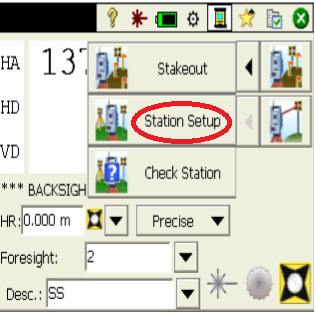 HA 137
Stakeout
HD
Station Setup
VD
Check Station
*** BACKSIGH
HR: 0.000 m Precise
Foresight: 2
Desc.: SS